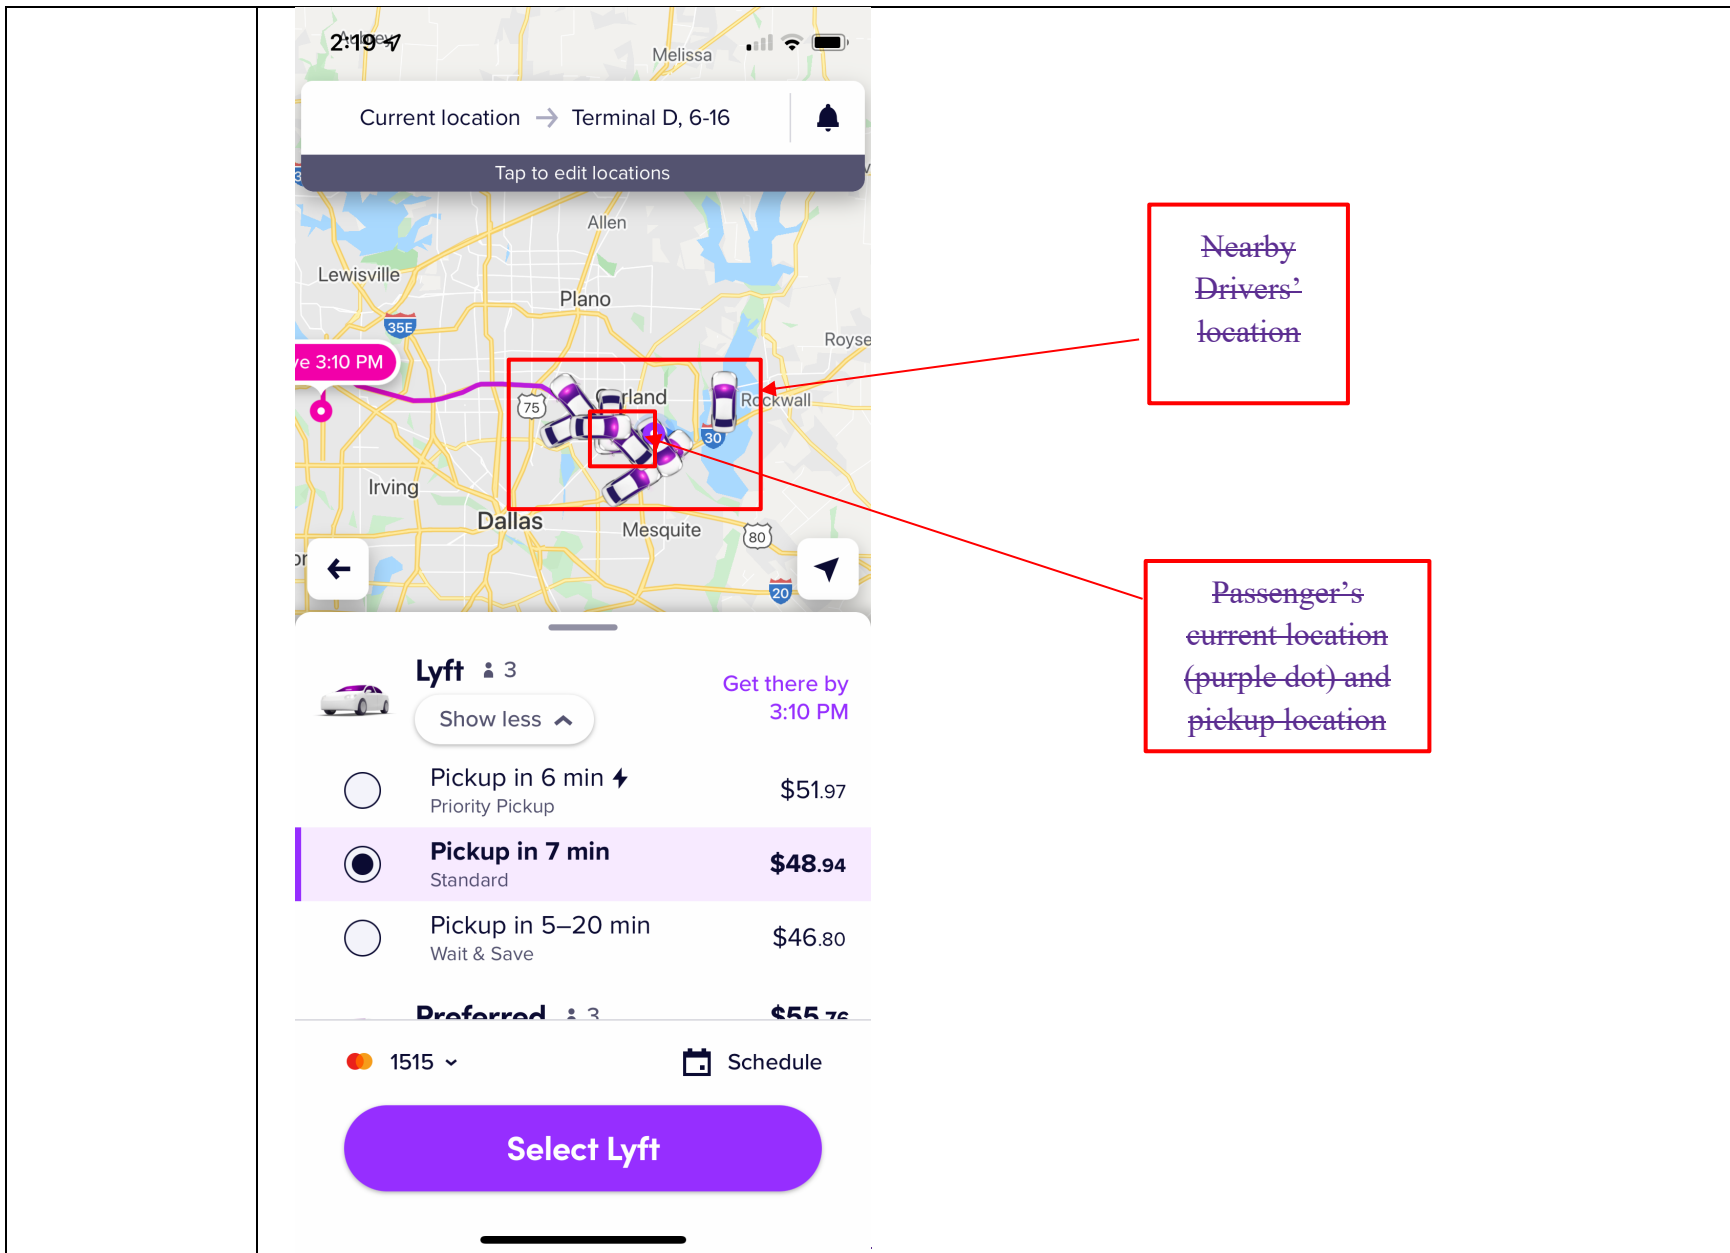 Aubrey
2:19
Melissa
Current location → Terminal D, 6-16
Tap to edit locations
Allen
Lewisville
Plano
35E
Royse
ve 3:10 PM
75
rland
Rockwall
30
Irving
Dallas
Mesquite
80
20
Lyft 3
Show less
Get there by
3:10 PM
Pickup in 6 min
Priority Pickup
$51.97
Pickup in 7 min
Standard
$48.94
Pickup in 5–20 min
Wait & Save
$46.80
Preferred 3
$55.76
1515
Schedule
Select Lyft
Nearby
Drivers’
location
Passenger’s
current location
(purple dot) and
pickup location